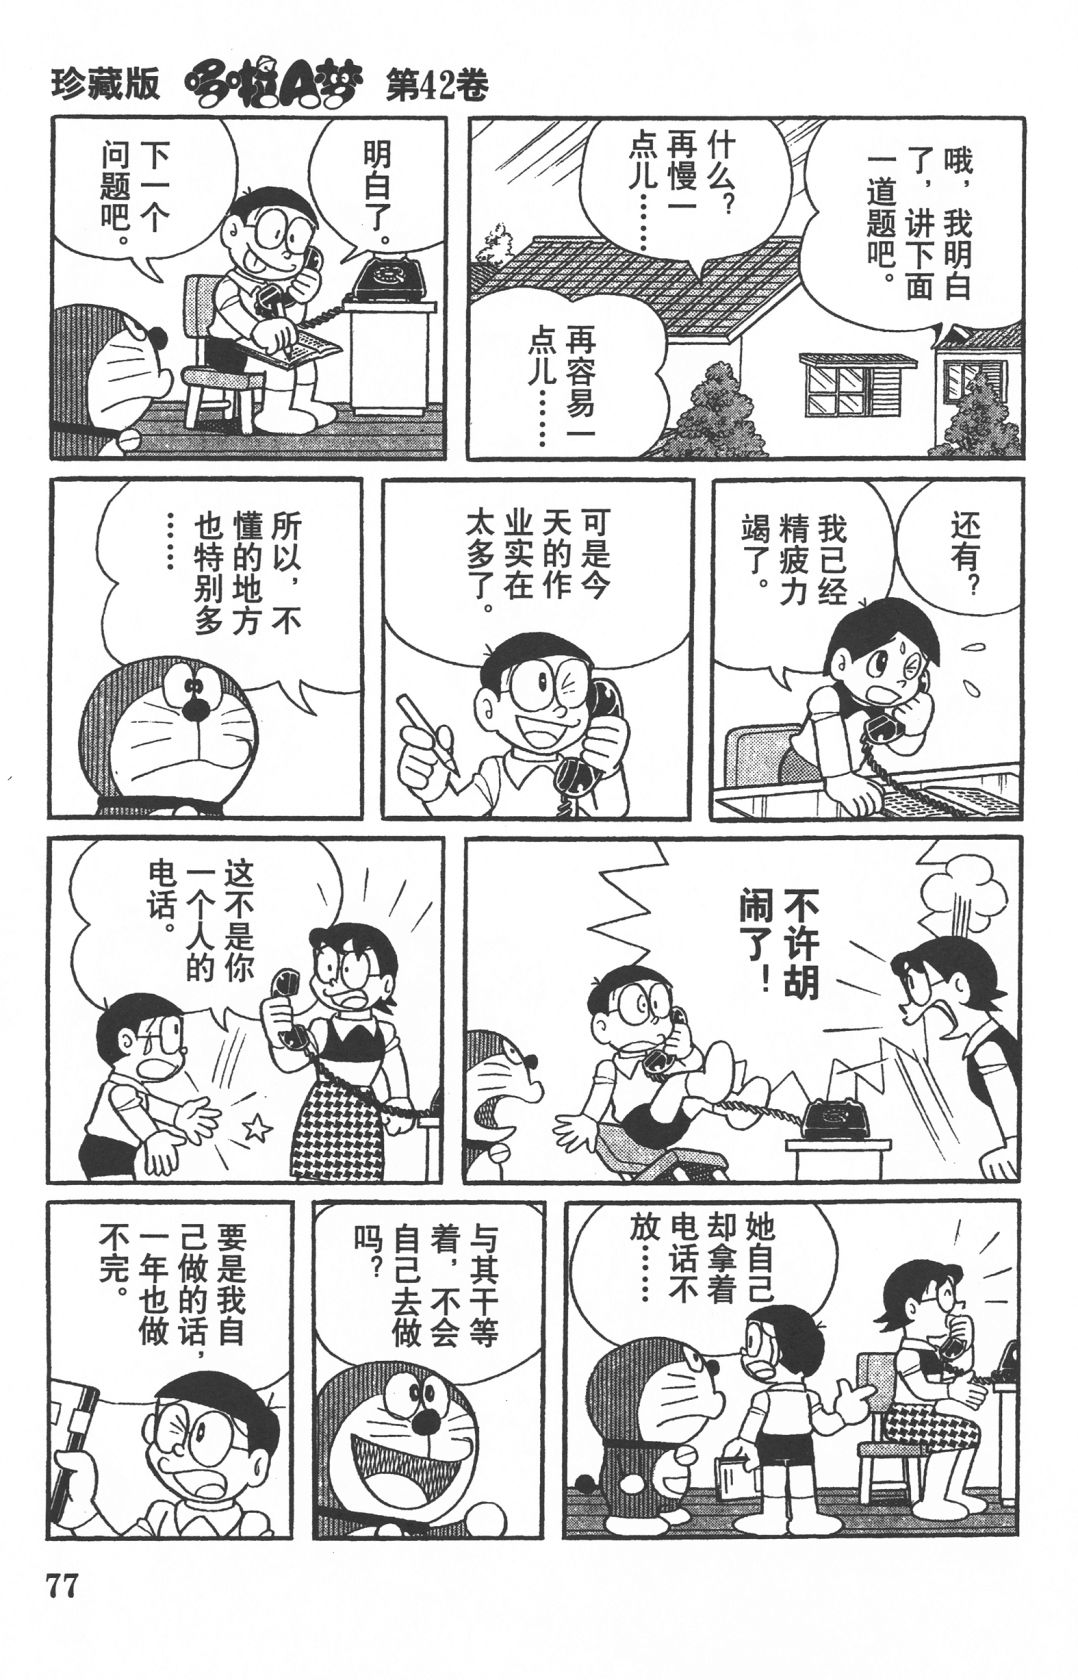 珍藏版 哆啦A梦 第42卷
哦，我明白
了，讲下面
一道题吧。
什么？
再慢一
点儿……
再容易一
点儿……
明白了。
下一个
问题吧。
还有？
我已经
精疲力
竭了。
可是今
天的作
业实在
太多了。
所以，不
懂的地方
也特别多
……
不许胡
闹了！
这不是你
一个人的
电话。
她自己
却拿着
电话不
放……
与其干等
着，不会
自己去做
吗？
要是我自
己做的话，
一年也做
不完。
77